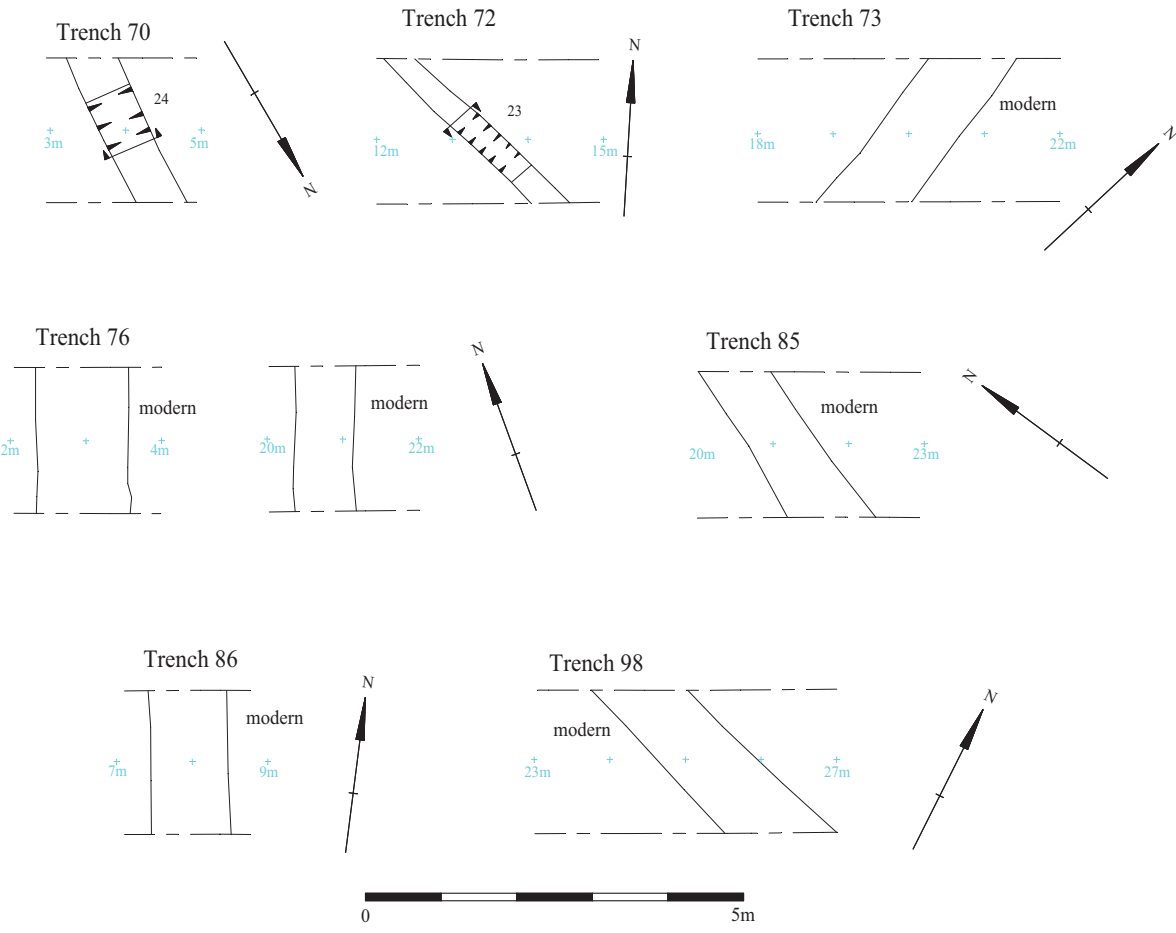 Trench 70
24
3m
5m
N
Trench 72
23
12m
15m
N
Trench 73
modern
18m
22m
N
Trench 76
modern
2m
4m
modern
20m
22m
N
Trench 85
modern
20m
23m
N
Trench 86
modern
7m
9m
N
Trench 98
modern
23m
27m
N
0
5m